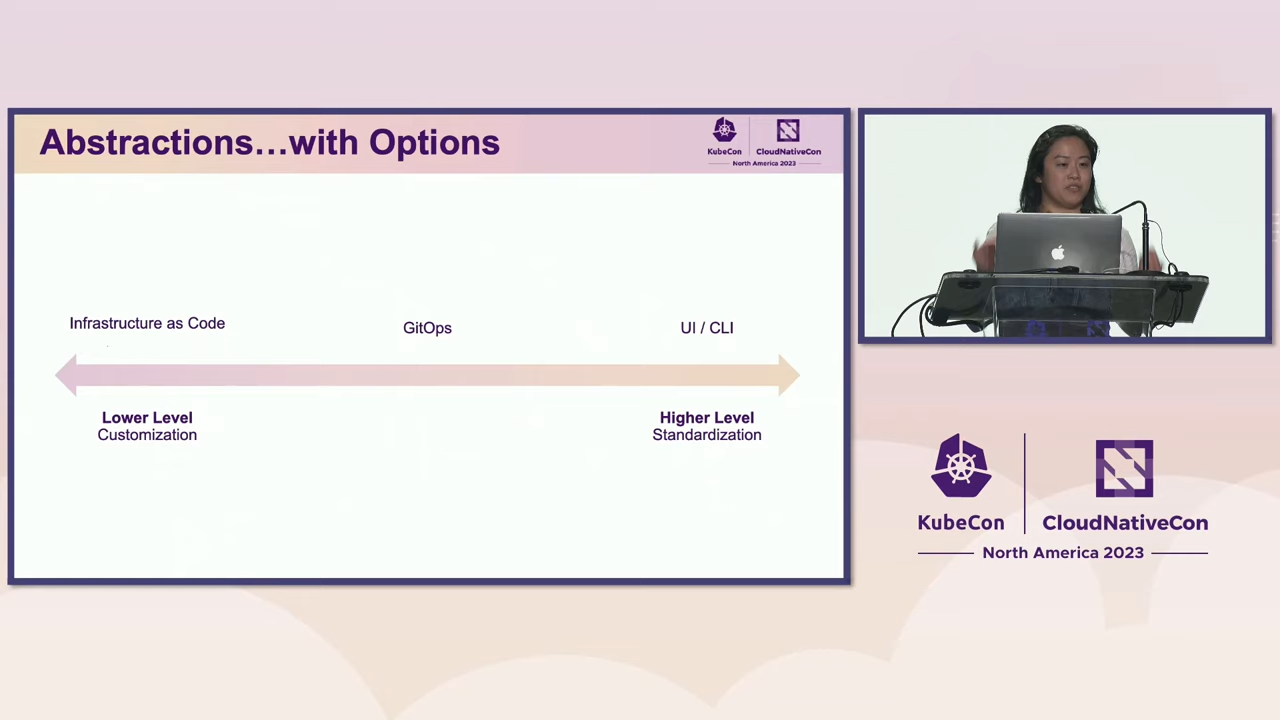 Abstractions...with Options
KubeCon
CloudNativeCon
North America 2023
Infrastructure as Code
GitOps
UI / CLI
Lower Level
Customization
Higher Level
Standardization
KubeCon
CloudNativeCon
North America 2023